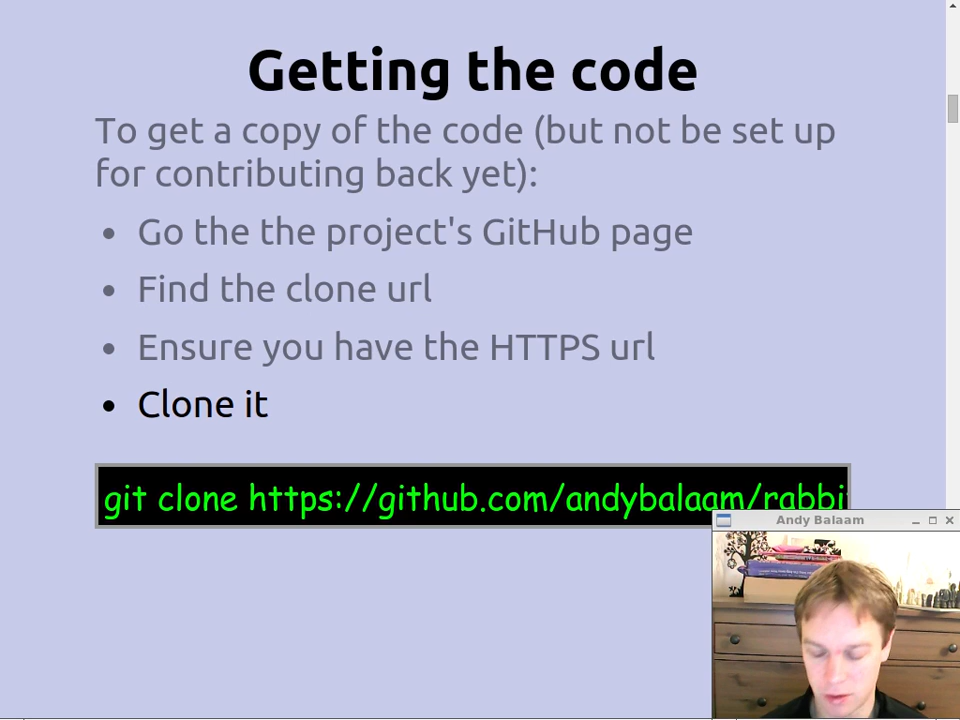 Getting the code
To get a copy of the code (but not be set up
for contributing back yet):
• Go the the project's GitHub page
• Find the clone url
• Ensure you have the HTTPS url
• Clone it
git clone https://github.com/andybalaam/rabbi
Andy Balaam